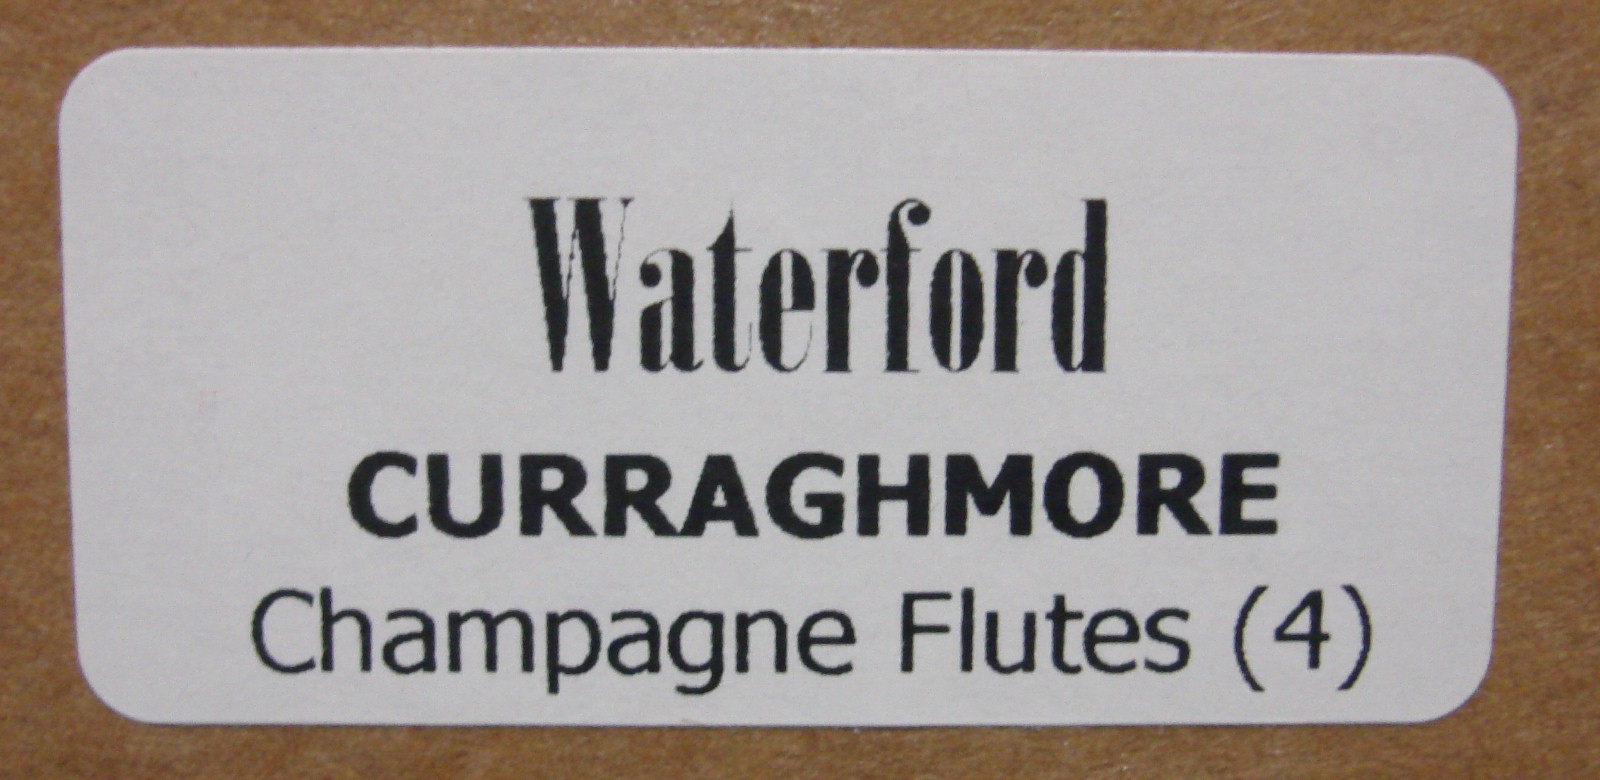 Waterford
CURRAGHMORE
Champagne Flutes (4)